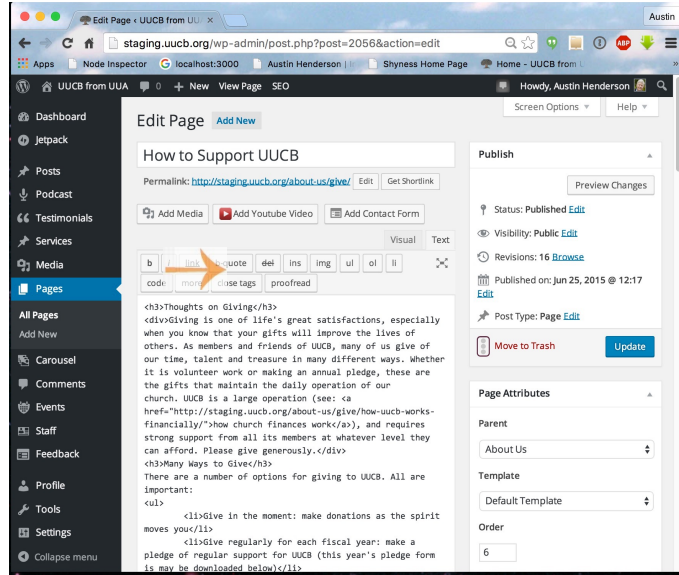 Edit Page ‹ UUCB from UU
Austin
staging.uucb.org/wp-admin/post.php?post=2056&action=edit
Apps Node Inspector localhost:3000 Austin Henderson | Shyness Home Page Home - UUCB from U
UUCB from UUA 0 + New View Page SEO Howdy, Austin Henderson
Screen Options Help
Dashboard
Jetpack
Posts
Podcast
Testimonials
Services
Media
Pages
All Pages
Add New
Carousel
Comments
Events
Staff
Feedback
Profile
Tools
Settings
Collapse menu
Edit Page Add New
How to Support UUCB
Permalink: http://staging.uucb.org/about-us/give/ Edit Get Shortlink
Add Media Add Youtube Video Add Contact Form
Visual Text
b i link b-quote del ins img ul ol li
code more close tags proofread
<h3>Thoughts on Giving</h3>
<div>Giving is one of life's great satisfactions, especially
when you know that your gifts will improve the lives of
others. As members and friends of UUCB, many of us give of
our time, talent and treasure in many different ways. Whether
it is volunteer work or making an annual pledge, these are
the gifts that maintain the daily operation of our
church. UUCB is a large operation (see: <a
href="http://staging.uucb.org/about-us/give/how-uucb-works-
financially/">how church finances work</a>), and requires
strong support from all its members at whatever level they
can afford. Please give generously.</div>
<h3>Many Ways to Give</h3>
There are a number of options for giving to UUCB. All are
important:
<ul>
<li>Give in the moment: make donations as the spirit
moves you</li>
<li>Give regularly for each fiscal year: make a
pledge of regular support for UUCB (this year's pledge form
is may be downloaded below)</li>
Publish
Preview Changes
Status: Published Edit
Visibility: Public Edit
Revisions: 16 Browse
Published on: Jun 25, 2015 @ 12:17
Edit
Post Type: Page Edit
Move to Trash Update
Page Attributes
Parent
About Us
Template
Default Template
Order
6